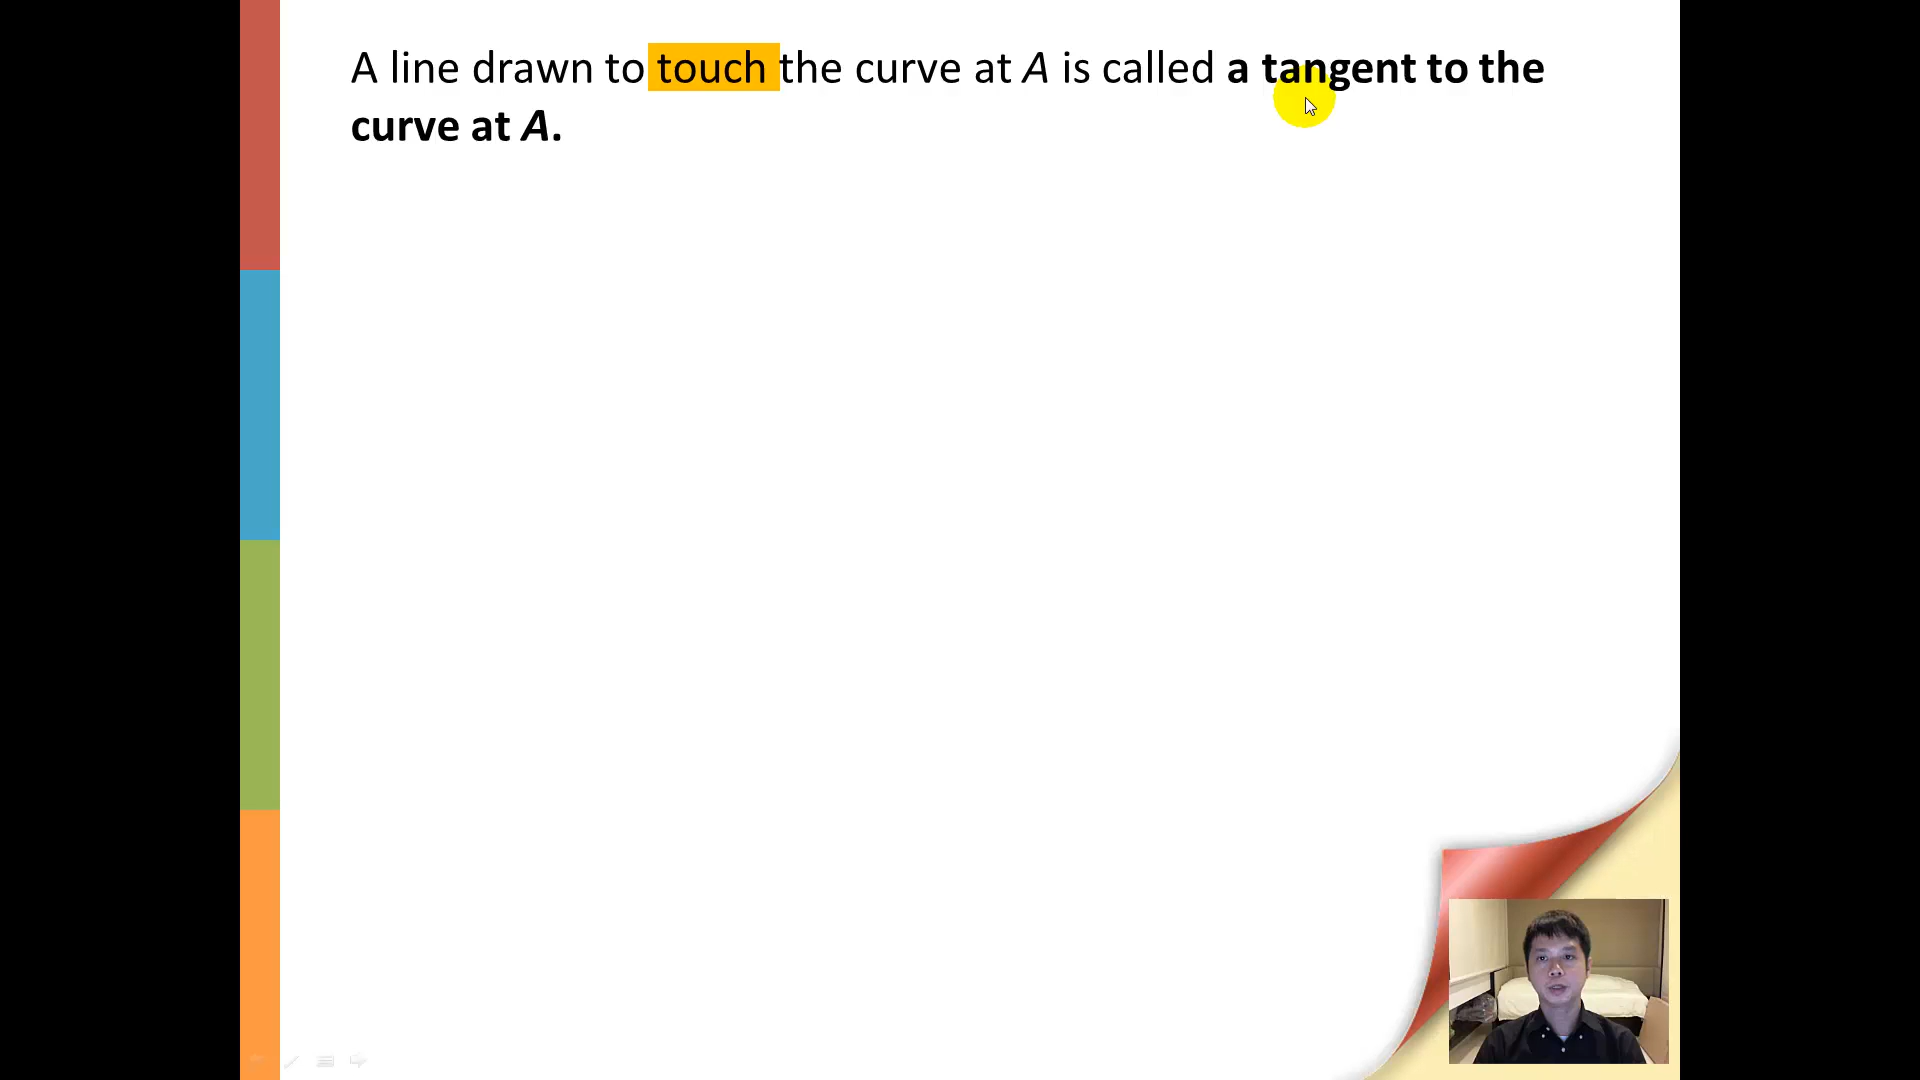 A line drawn to touch the curve at A is called a tangent to the
curve at A.